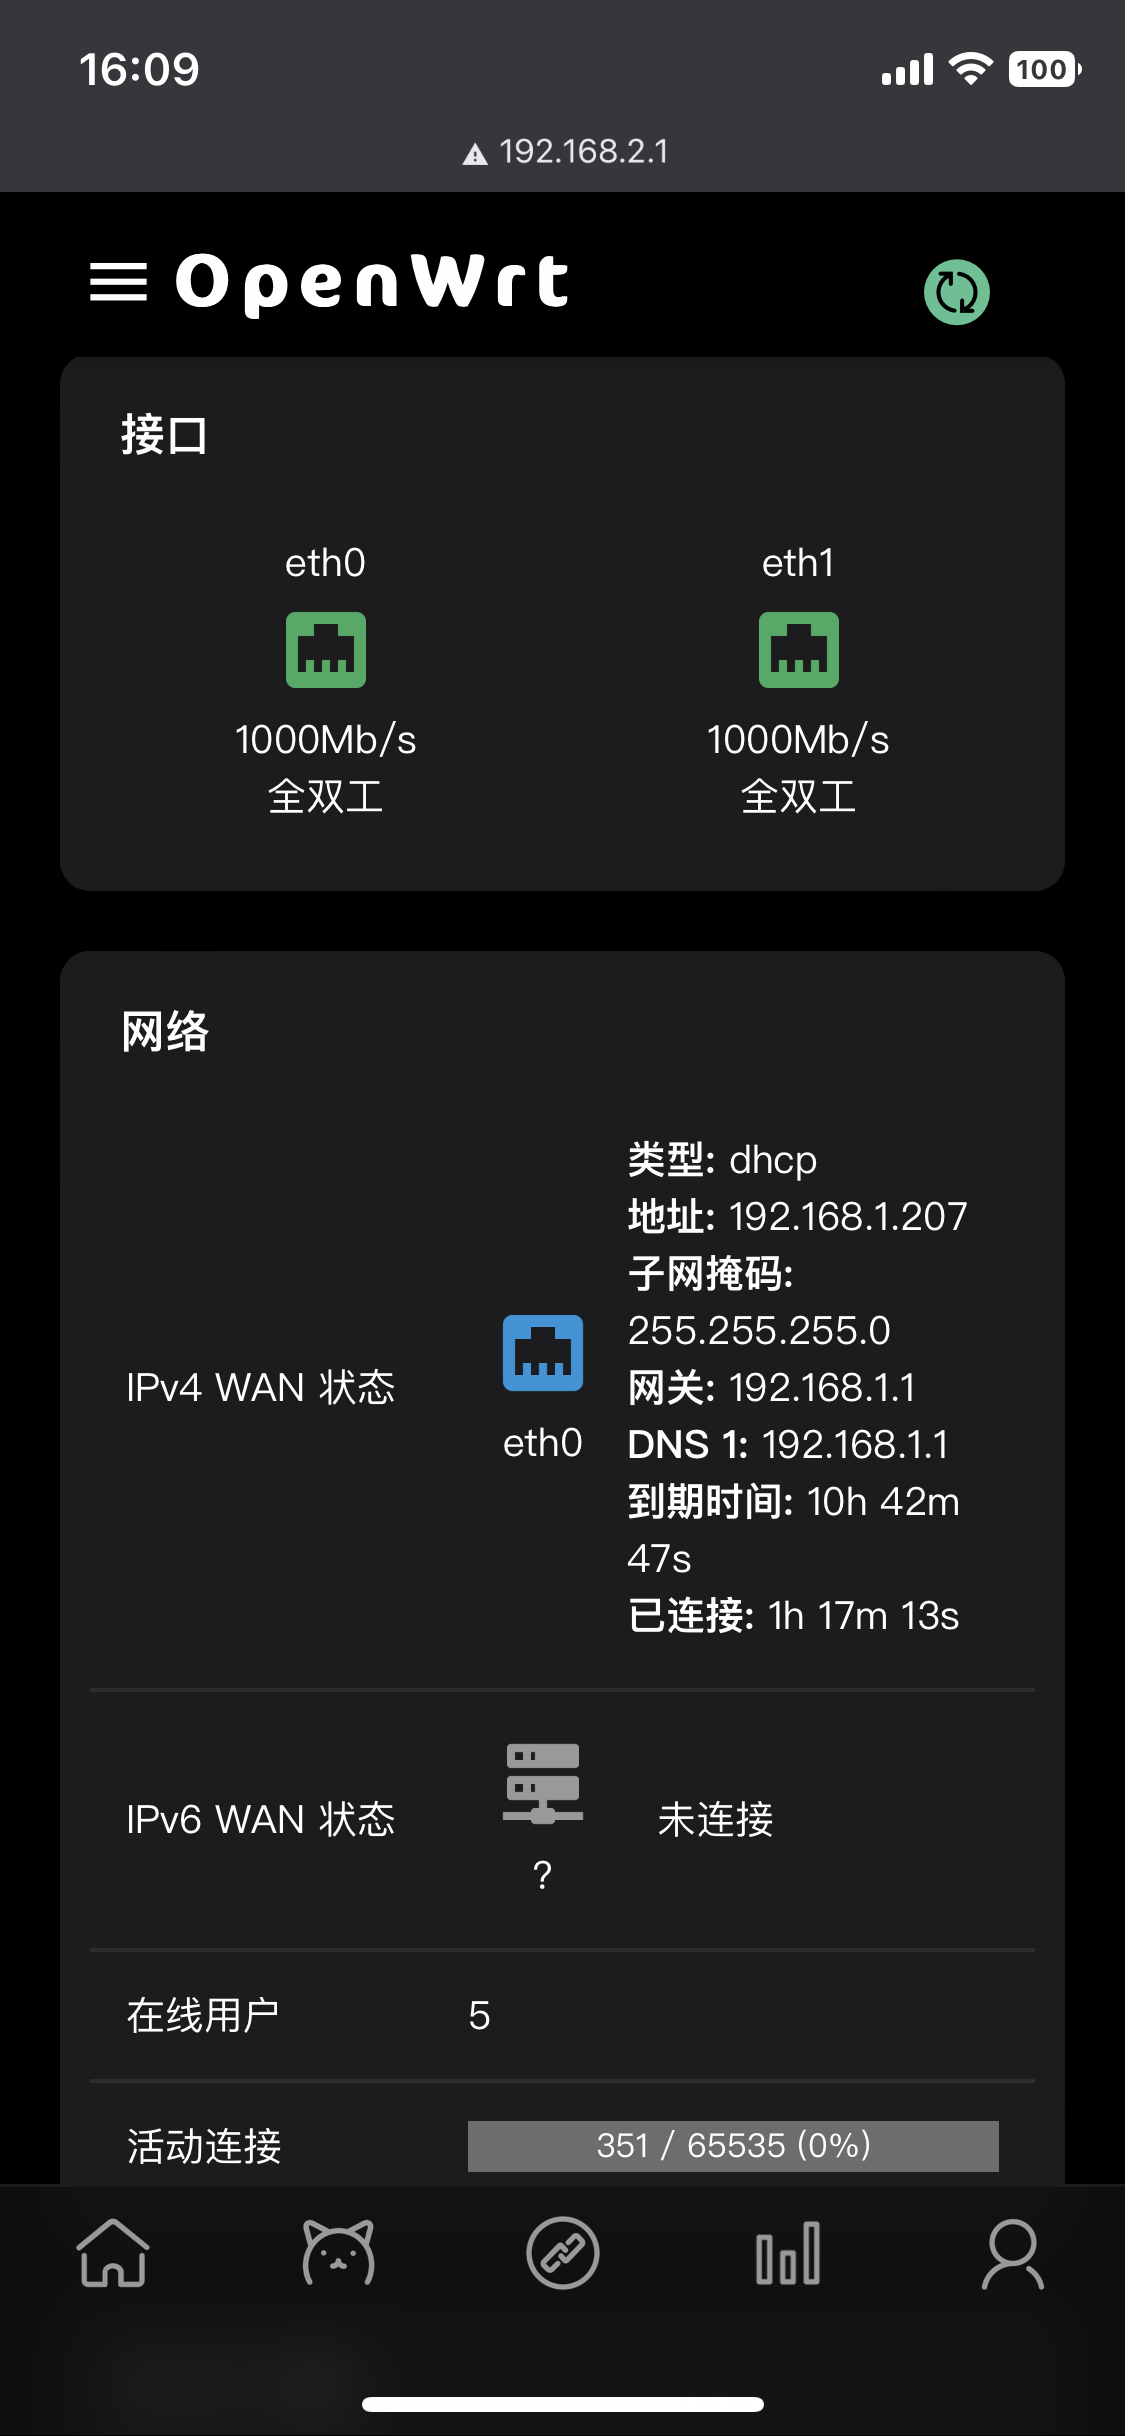 16:09
100
192.168.2.1
OpenWrt
接口
eth0
eth1
1000Mb/s
1000Mb/s
全双工
全双工
网络
IPv4 WAN 状态
eth0
类型: dhcp
地址: 192.168.1.207
子网掩码:
255.255.255.0
网关: 192.168.1.1
DNS 1: 192.168.1.1
到期时间: 10h 42m
47s
已连接: 1h 17m 13s
IPv6 WAN 状态
?
未连接
在线用户
5
活动连接
351 / 65535 (0%)